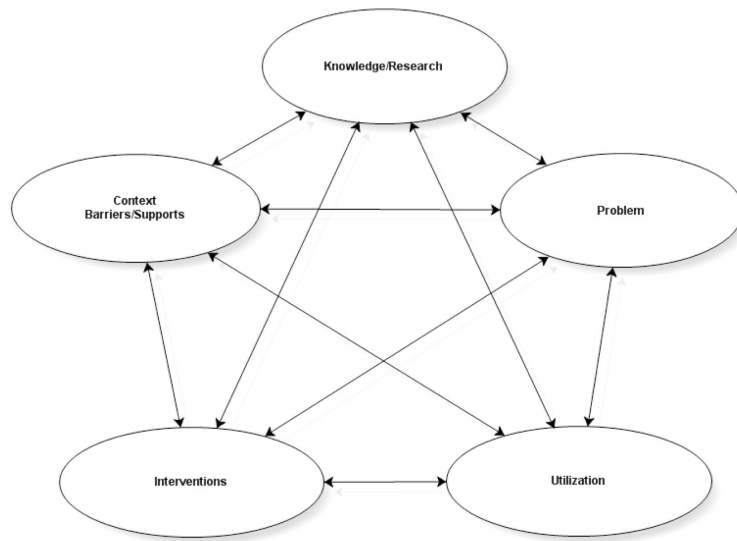 Knowledge/Research
Context
Barriers/Supports
Problem
Interventions
Utilization